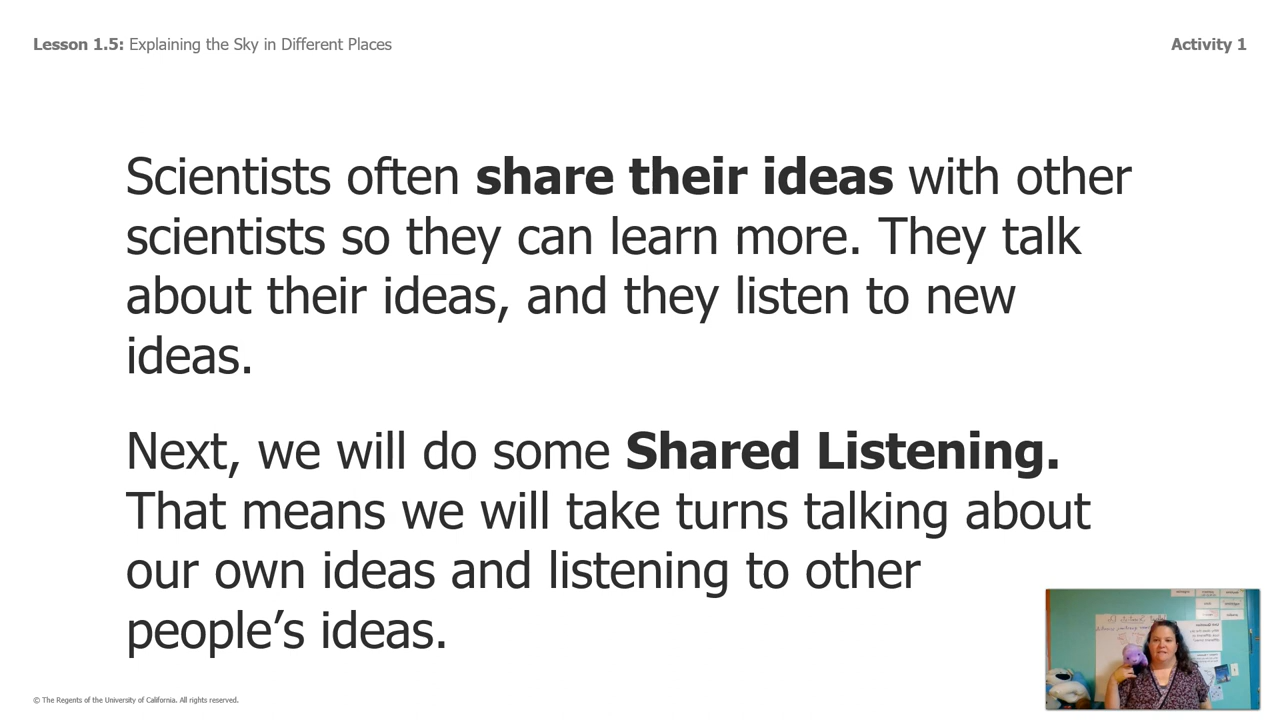 Lesson 1.5: Explaining the Sky in Different Places
Activity 1
Scientists often share their ideas with other
scientists so they can learn more. They talk
about their ideas, and they listen to new
ideas.
Next, we will do some Shared Listening.
That means we will take turns talking about
our own ideas and listening to other
people’s ideas.
© The Regents of the University of California. All rights reserved.